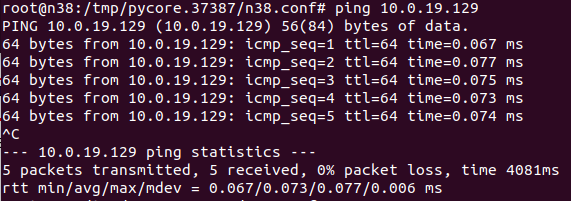 root@n38:/tmp/pycore.37387/n38.conf# ping 10.0.19.129
PING 10.0.19.129 (10.0.19.129) 56(84) bytes of data.
64 bytes from 10.0.19.129: icmp_seq=1 ttl=64 time=0.067 ms
64 bytes from 10.0.19.129: icmp_seq=2 ttl=64 time=0.077 ms
64 bytes from 10.0.19.129: icmp_seq=3 ttl=64 time=0.075 ms
64 bytes from 10.0.19.129: icmp_seq=4 ttl=64 time=0.073 ms
64 bytes from 10.0.19.129: icmp_seq=5 ttl=64 time=0.074 ms
^C
--- 10.0.19.129 ping statistics ---
5 packets transmitted, 5 received, 0% packet loss, time 4081ms
rtt min/avg/max/mdev = 0.067/0.073/0.077/0.006 ms